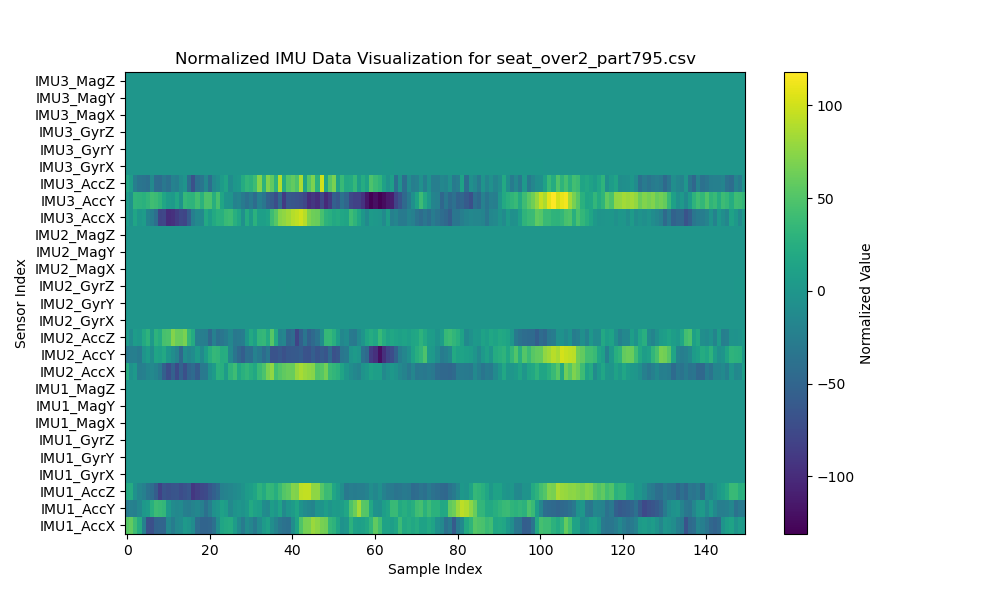 Normalized IMU Data Visualization for seat_over2_part795.csv
IMU3_MagZ
IMU3_MagY
IMU3_MagX
IMU3_GyrZ
IMU3_GyrY
IMU3_GyrX
IMU3_AccZ
IMU3_AccY
IMU3_AccX
IMU2_MagZ
IMU2_MagY
IMU2_MagX
IMU2_GyrZ
IMU2_GyrY
IMU2_GyrX
IMU2_AccZ
IMU2_AccY
IMU2_AccX
IMU1_MagZ
IMU1_MagY
IMU1_MagX
IMU1_GyrZ
IMU1_GyrY
IMU1_GyrX
IMU1_AccZ
IMU1_AccY
IMU1_AccX
Sensor Index
0 20 40 60 80 100 120 140
Sample Index
100
50
0
−50
−100
Normalized Value